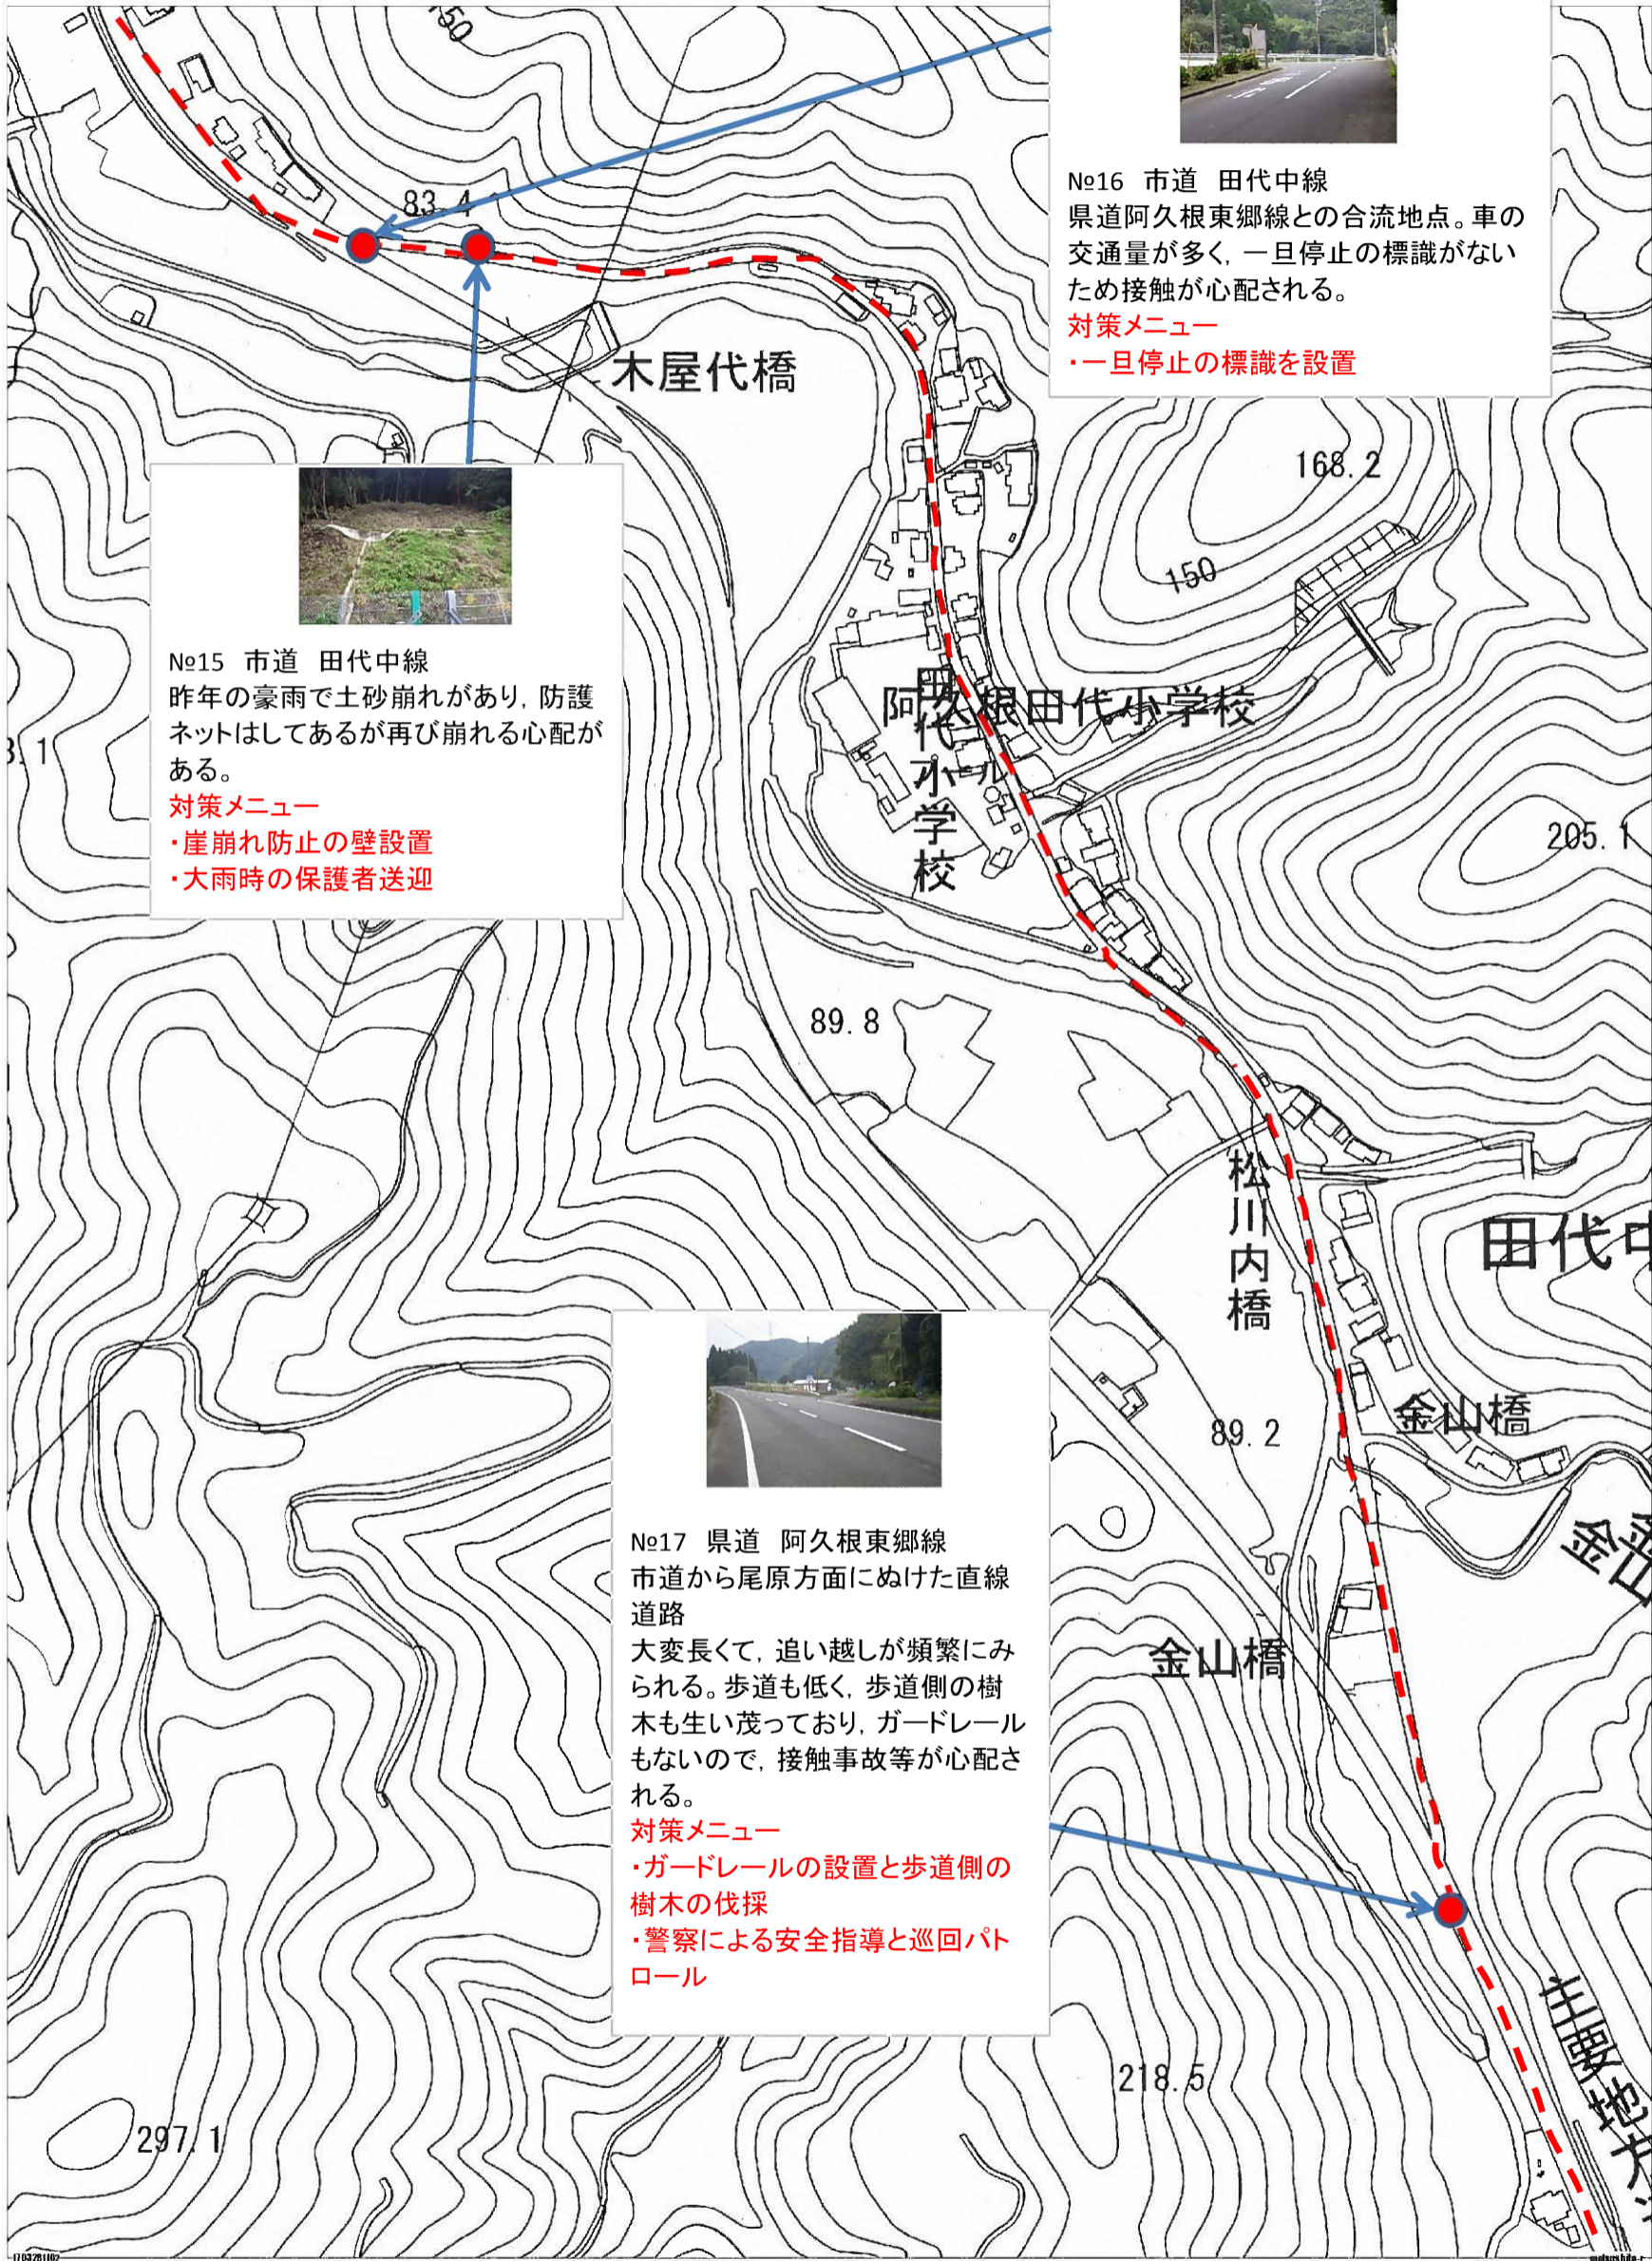 150
83.4
№16 市道 田代中線
県道阿久根東郷線との合流地点。車の
交通量が多く，一旦停止の標識がない
ため接触が心配される。
対策メニュー
・一旦停止の標識を設置
木屋代橋
168.2
150
№15 市道 田代中線
昨年の豪雨で土砂崩れがあり，防護
ネットはしてあるが再び崩れる心配が
ある。
対策メニュー
・崖崩れ防止の壁設置
・大雨時の保護者送迎
3.1
阿久根田代小学校
田代小学校
プール
205.1
89.8
松川内橋
田代中
金山橋
89.2
№17 県道 阿久根東郷線
市道から尾原方面にぬけた直線
道路
大変長くて，追い越しが頻繁にみ
られる。歩道も低く，歩道側の樹
木も生い茂っており，ガードレール
もないので，接触事故等が心配さ
れる。
対策メニュー
・ガードレールの設置と歩道側の
樹木の伐採
・警察による安全指導と巡回パト
ロール
金山橋
主要地方
218.5
297.1